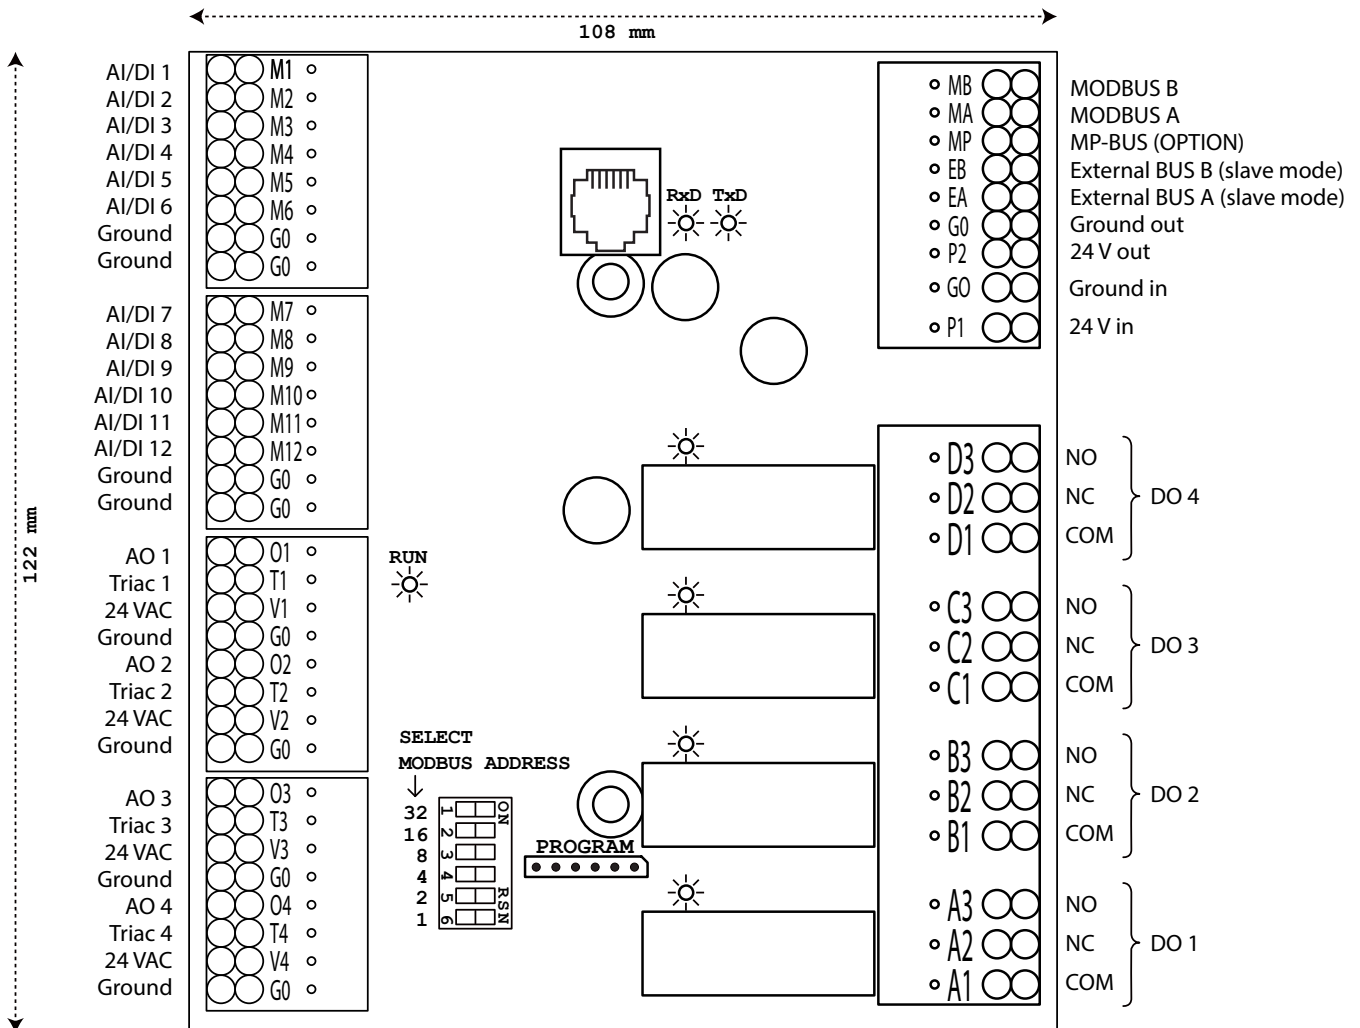 108 mm
122 mm
AI/DI 1 M1
AI/DI 2 M2
AI/DI 3 M3
AI/DI 4 M4
AI/DI 5 M5
AI/DI 6 M6
Ground G0
Ground G0
AI/DI 7 M7
AI/DI 8 M8
AI/DI 9 M9
AI/DI 10 M10
AI/DI 11 M11
AI/DI 12 M12
Ground G0
Ground G0
AO 1 O1
Triac 1 T1
24 VAC V1
Ground G0
AO 2 O2
Triac 2 T2
24 VAC V2
Ground G0
AO 3 O3
Triac 3 T3
24 VAC V3
Ground G0
AO 4 O4
Triac 4 T4
24 VAC V4
Ground G0
RxD TxD
RUN
SELECT
MODBUS ADDRESS
32 1 ON
16 2
8 3
4 4
2 5 RSN
1 6
PROGRAM
MB MODBUS B
MA MODBUS A
MP MP-BUS (OPTION)
EB External BUS B (slave mode)
EA External BUS A (slave mode)
G0 Ground out
P2 24 V out
GO Ground in
P1 24 V in
D3 NO
D2 NC DO 4
D1 COM
C3 NO
C2 NC DO 3
C1 COM
B3 NO
B2 NC DO 2
B1 COM
A3 NO
A2 NC DO 1
A1 COM